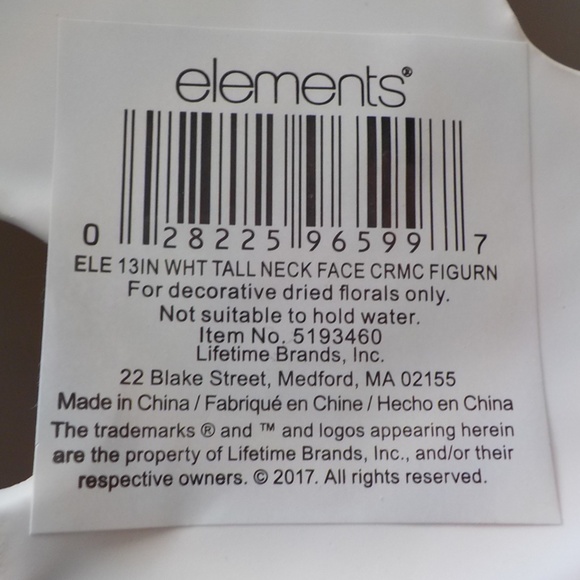 elements®
0 28225 96599 7
ELE 13IN WHT TALL NECK FACE CRMC FIGURN
For decorative dried florals only.
Not suitable to hold water.
Item No. 5193460
Lifetime Brands, Inc.
22 Blake Street, Medford, MA 02155
Made in China / Fabriqué en Chine / Hecho en China
The trademarks ® and ™ and logos appearing herein
are the property of Lifetime Brands, Inc., and/or their
respective owners. © 2017. All rights reserved.